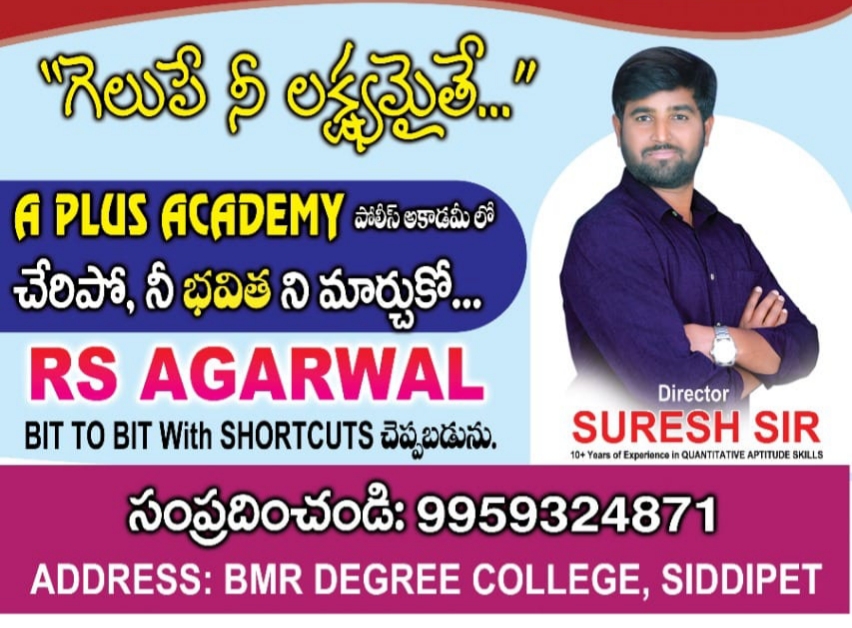 "గెలుపే నీ లక్ష్యమైతే..."
A PLUS ACADEMY పోలీస్ అకాడమీ లో
చేరిపో, నీ భవిత ని మార్చుకో...
RS AGARWAL
BIT TO BIT With SHORTCUTS చెప్పబడును.
Director
SURESH SIR
10+ Years of Experience in QUANTITATIVE APTITUDE SKILLS
సంప్రదించండి: 9959324871
ADDRESS: BMR DEGREE COLLEGE, SIDDIPET